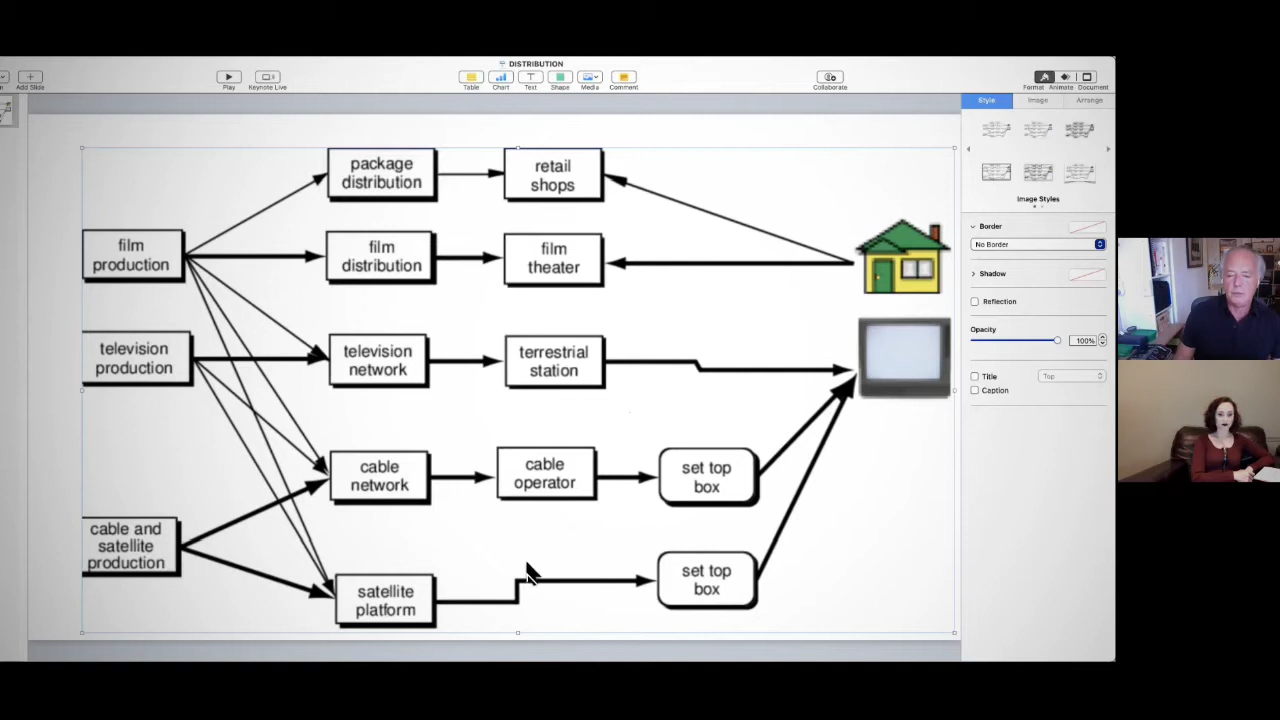 DISTRIBUTION
Add Slide
Play
Keynote Live
Table
Chart
Text
Shape
Media
Comment
Collaborate
Format
Animate
Document
Style
Image
Arrange
package
distribution
retail
shops
film
production
film
distribution
film
theater
television
production
television
network
terrestrial
station
cable
network
cable
operator
set top
box
cable and
satellite
production
satellite
platform
set top
box
Image Styles
Border
No Border
Shadow
Reflection
Opacity
100%
Title
Top
Caption